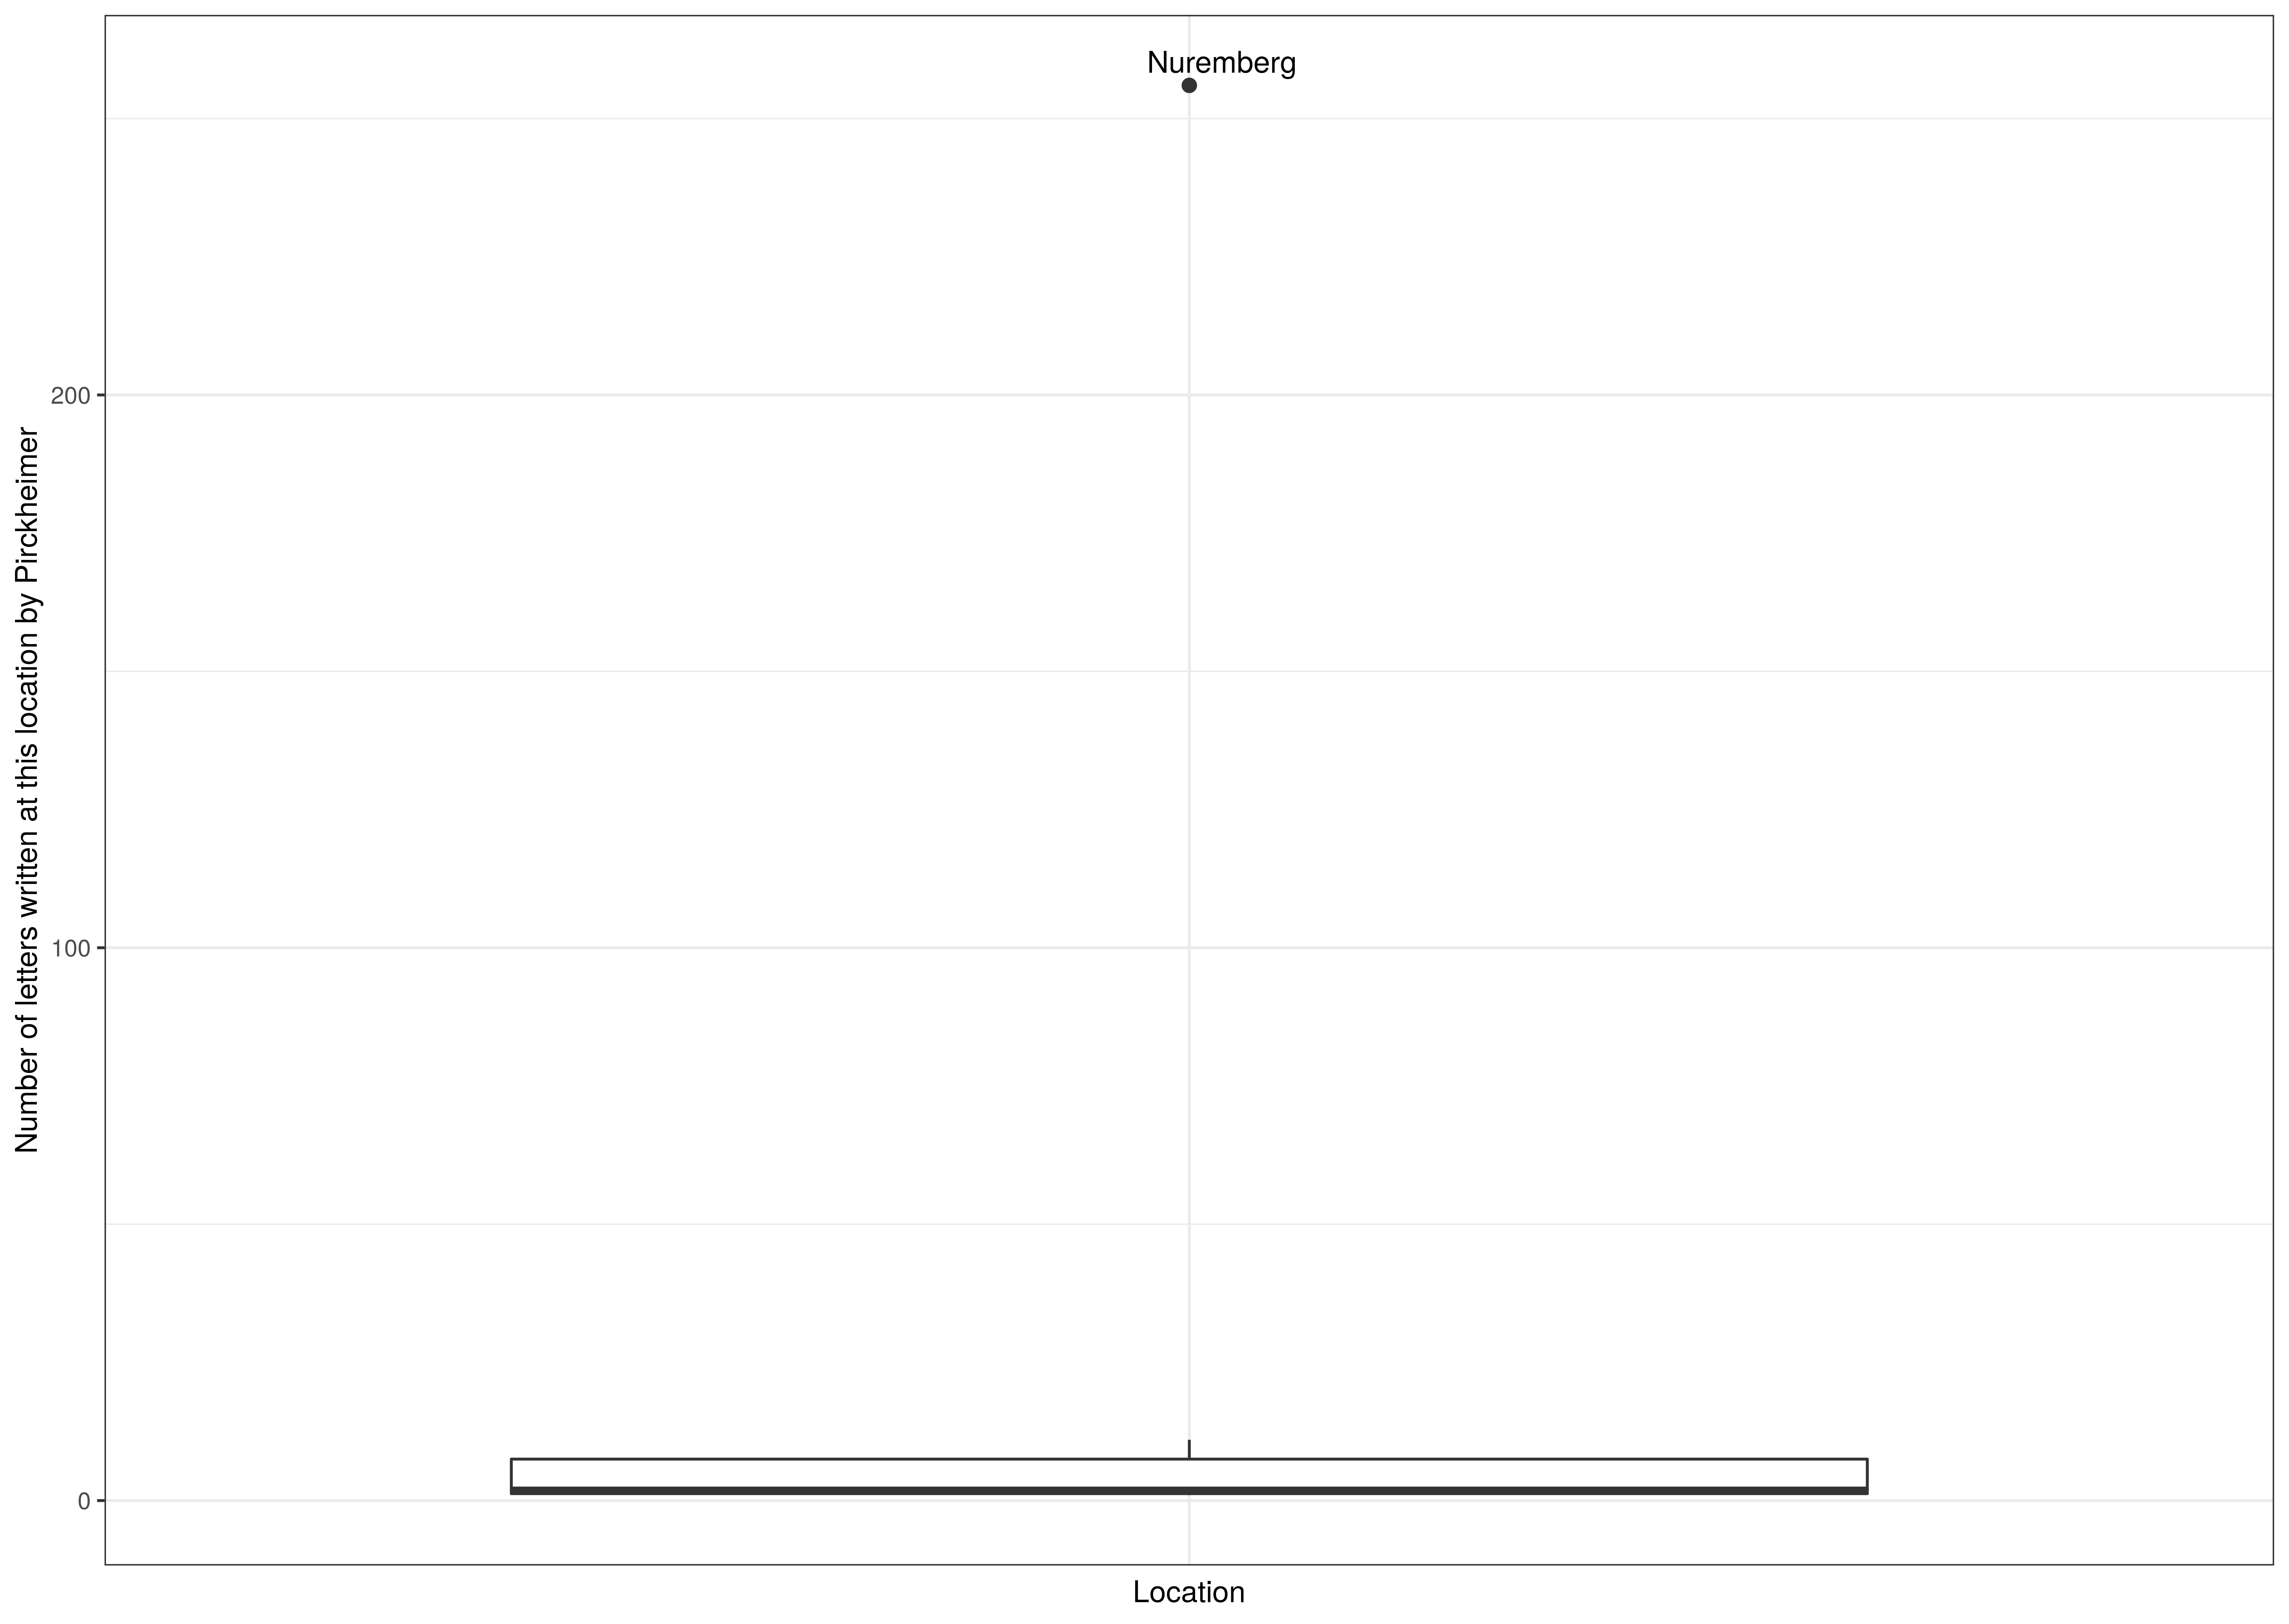 Nuremberg
200
100
0
Number of letters written at this location by Pirckheimer
Location